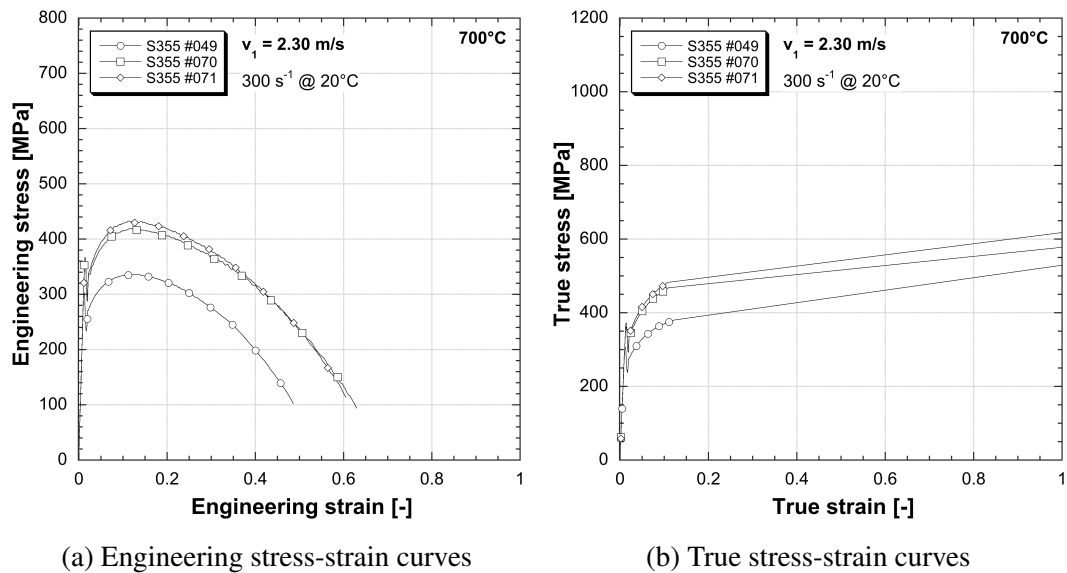 800
700
600
500
400
300
200
100
0
0
0.2
0.4
0.6
0.8
1
Engineering stress [MPa]
Engineering strain [-]
S355 #049
S355 #070
S355 #071
v1 = 2.30 m/s
300 s-1 @ 20°C
700°C
(a) Engineering stress-strain curves
1200
1000
800
600
400
200
0
0
0.2
0.4
0.6
0.8
1
True stress [MPa]
True strain [-]
S355 #049
S355 #070
S355 #071
v1 = 2.30 m/s
300 s-1 @ 20°C
700°C
(b) True stress-strain curves